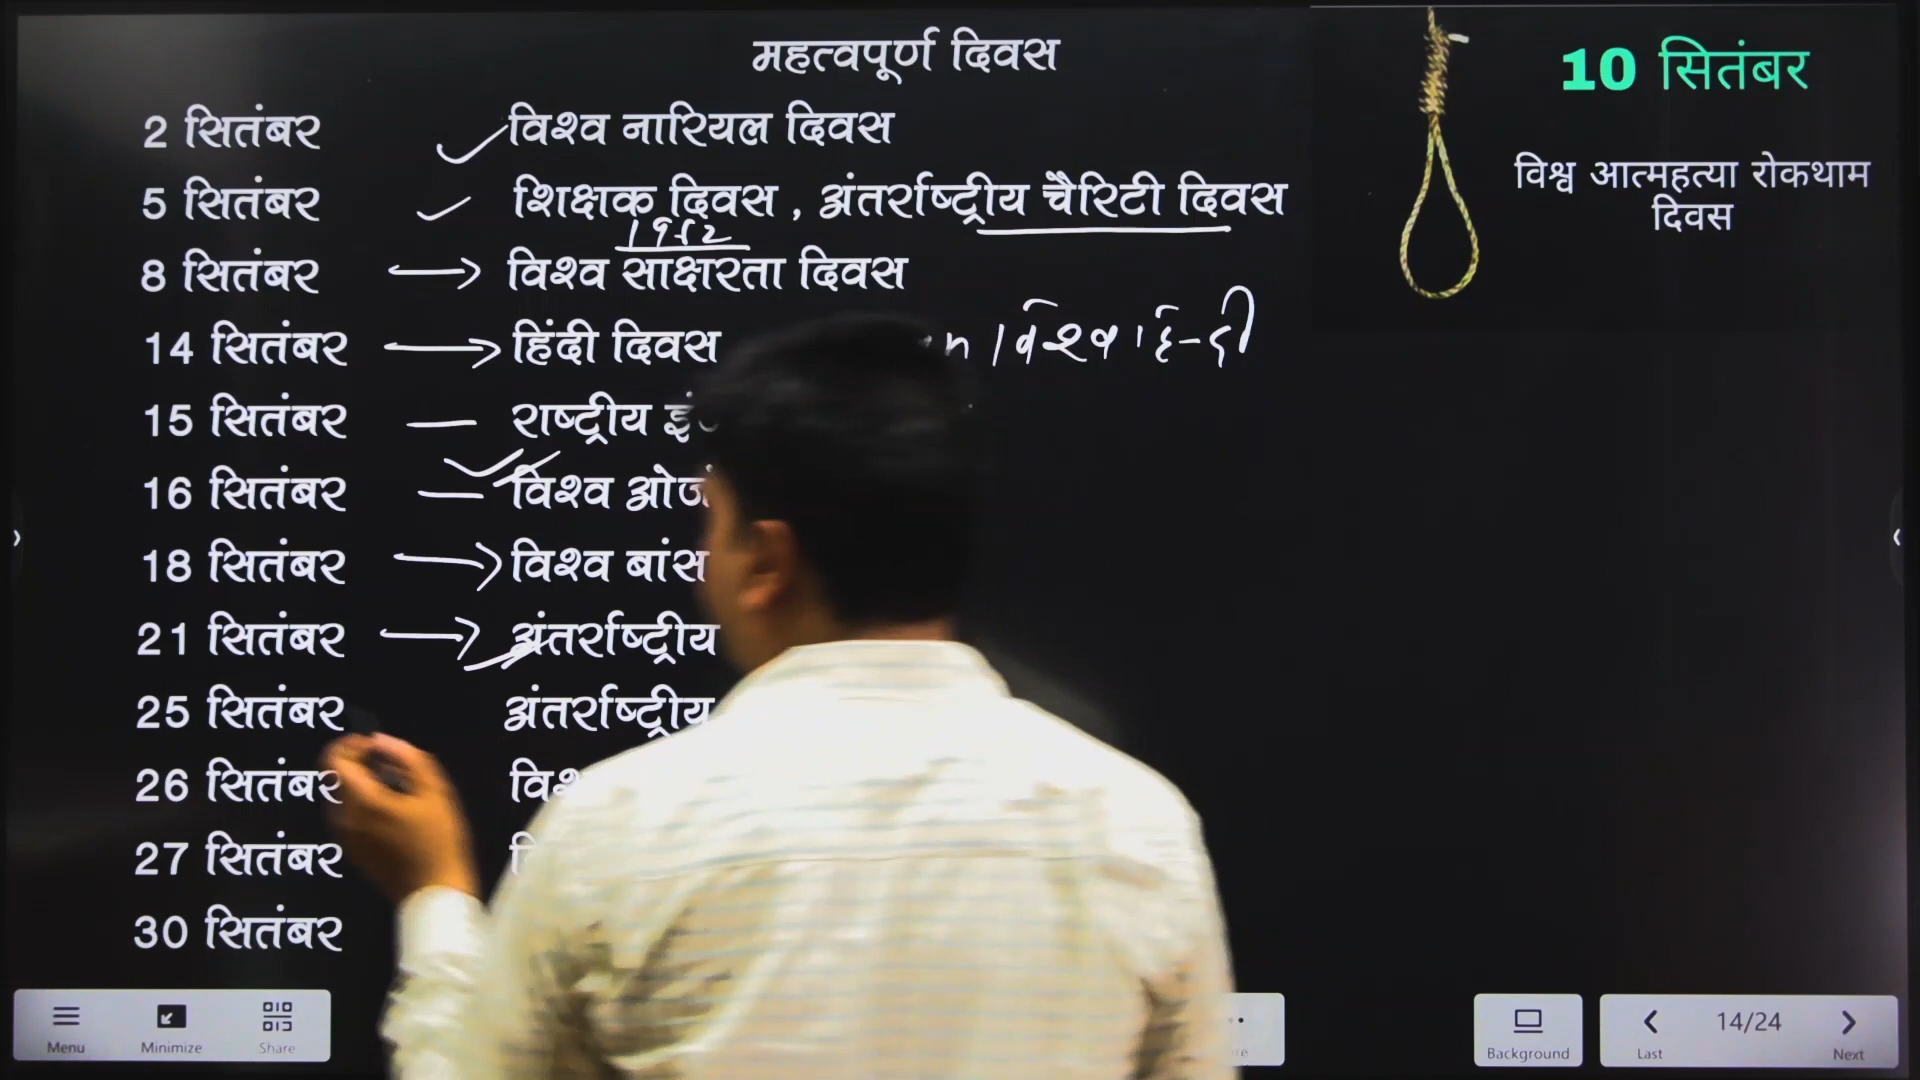 महत्वपूर्ण दिवस
2 सितंबर विश्व नारियल दिवस
5 सितंबर शिक्षक दिवस , अंतर्राष्ट्रीय चैरिटी दिवस
1962
8 सितंबर विश्व साक्षरता दिवस
14 सितंबर हिंदी दिवस विश्व हिन्दी
15 सितंबर राष्ट्रीय
16 सितंबर विश्व
18 सितंबर विश्व बांस
21 सितंबर अंतर्राष्ट्रीय
25 सितंबर अंतर्राष्ट्रीय
26 सितंबर
27 सितंबर
30 सितंबर
10 सितंबर
विश्व आत्महत्या रोकथाम
दिवस
Menu
Minimize
Share
Background
14/24
Last
Next